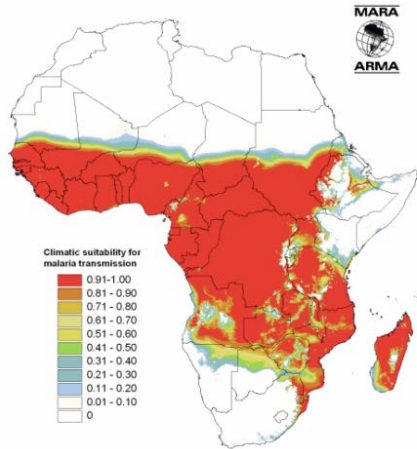 MARA
ARMA
Climatic suitability for
malaria transmission
0.91-1.00
0.81 - 0.90
0.71 - 0.80
0.61 - 0.70
0.51 - 0.60
0.41 - 0.50
0.31 - 0.40
0.21 - 0.30
0.11 - 0.20
0.01 - 0.10
0